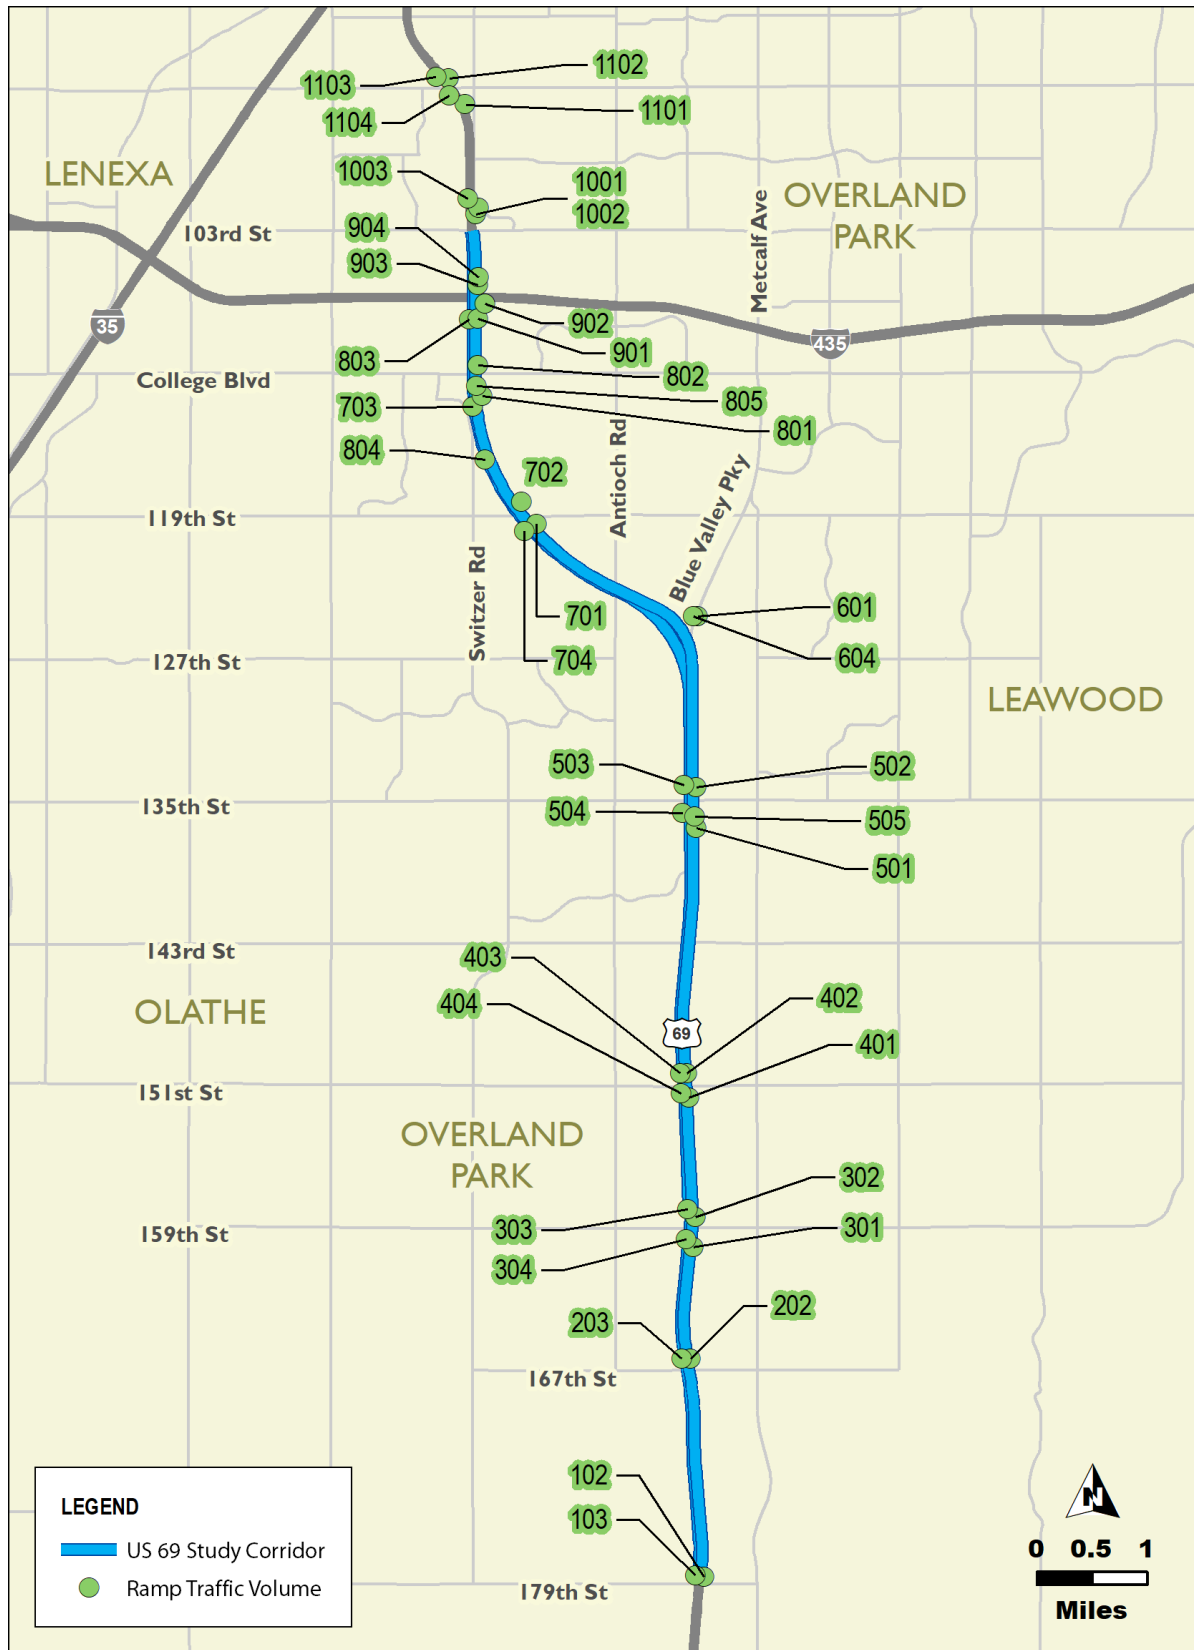 1102
1103
1101
1104
LENEXA
1003
1001
OVERLAND
PARK
1002
904
103rd St
Metcalf Ave
903
902
35
435
901
803
College Blvd
802
805
703
801
804
Antioch Rd
702
Blue Valley Pky
119th St
Switzer Rd
601
701
127th St
704
604
LEAWOOD
503
502
135th St
504
505
501
143rd St
403
OLATHE
404
402
69
401
151st St
OVERLAND
PARK
302
303
301
159th St
304
202
203
167th St
102
103
179th St
LEGEND
US 69 Study Corridor
Ramp Traffic Volume
N
0 0.5 1
Miles